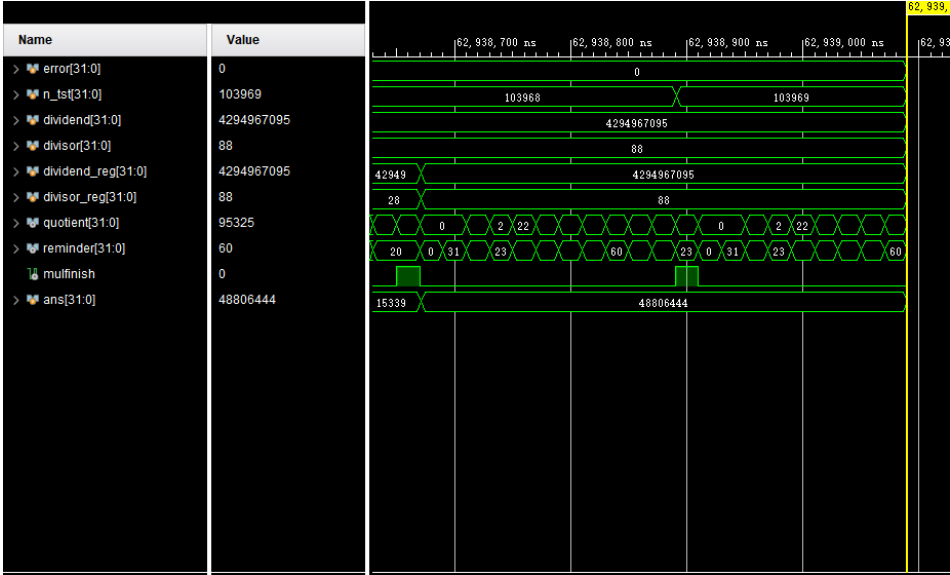 62,939,
Name Value 62,938,700 ns 62,938,800 ns 62,938,900 ns 62,939,000 ns 62,93
error[31:0] 0 0
n_tst[31:0] 103969 103968 103969
dividend[31:0] 4294967095 4294967095
divisor[31:0] 88 88
dividend_reg[31:0] 4294967095 42949 4294967095
divisor_reg[31:0] 88 28 88
quotient[31:0] 95325 0 2 22 0 2 22
reminder[31:0] 60 20 0 31 23 60 23 0 31 23 60
mulfinish 0
ans[31:0] 48806444 15339 48806444